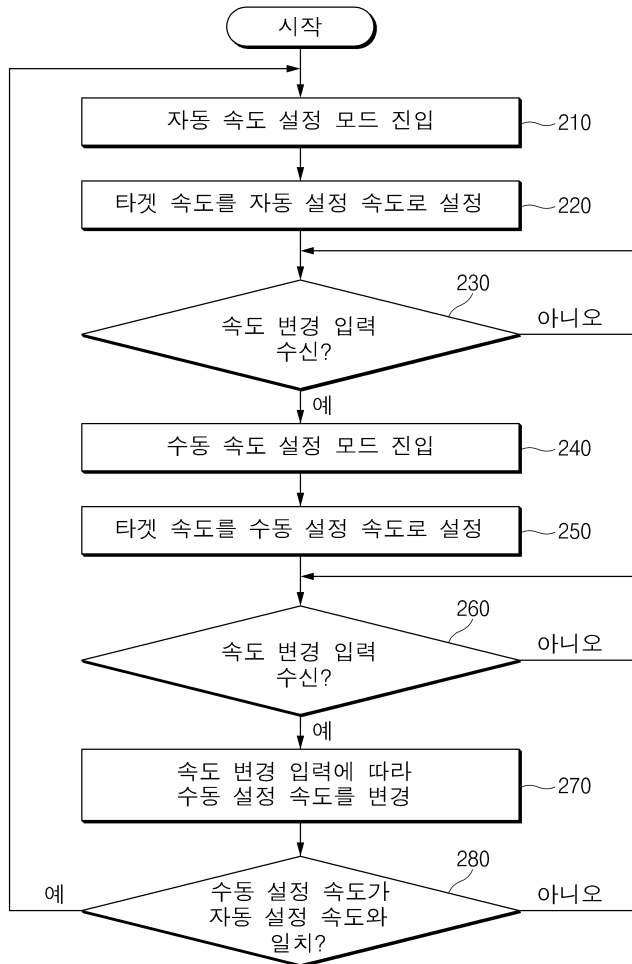 시작
자동 속도 설정 모드 진입
210
타겟 속도를 자동 설정 속도로 설정
220
230
속도 변경 입력
수신?
아니오
예
수동 속도 설정 모드 진입
240
타겟 속도를 수동 설정 속도로 설정
250
260
속도 변경 입력
수신?
아니오
예
속도 변경 입력에 따라
수동 설정 속도를 변경
270
280
예
수동 설정 속도가
자동 설정 속도와
일치?
아니오